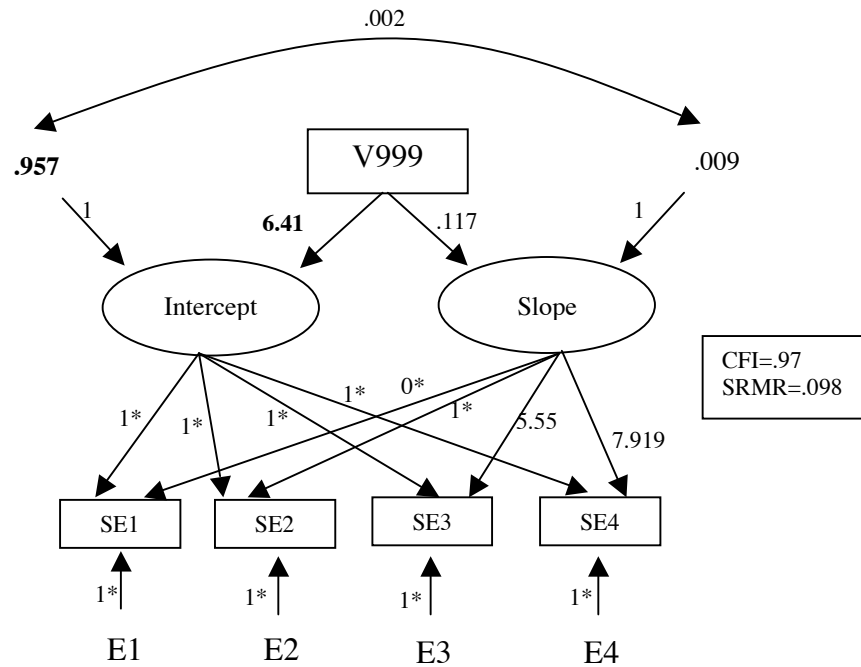 .002
V999
.957
.009
1
6.41
.117
1
Intercept
Slope
CFI=.97
SRMR=.098
1*
1*
1*
1*
0*
1*
5.55
7.919
SE1
SE2
SE3
SE4
1*
1*
1*
1*
E1
E2
E3
E4